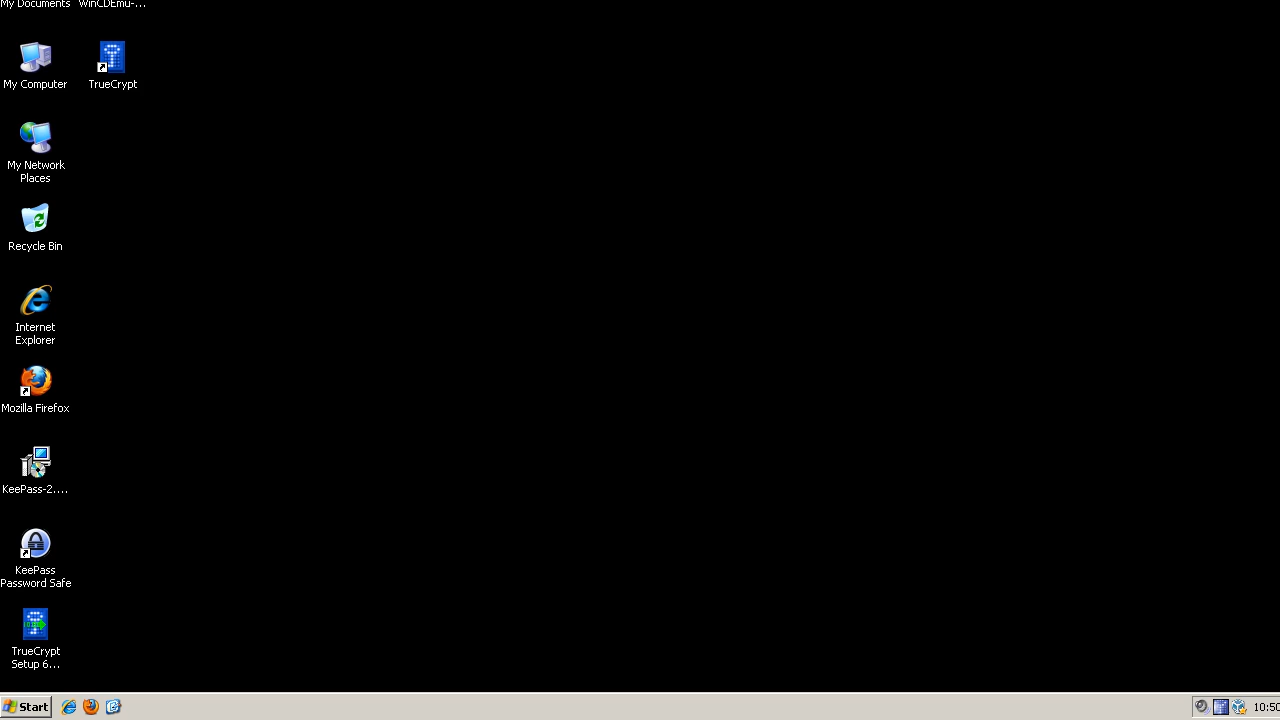 My Documents
WinCDEmu-...
My Computer
TrueCrypt
My Network
Places
Recycle Bin
Internet
Explorer
Mozilla Firefox
KeePass-2....
KeePass
Password Safe
TrueCrypt
Setup 6...
Start
10:50